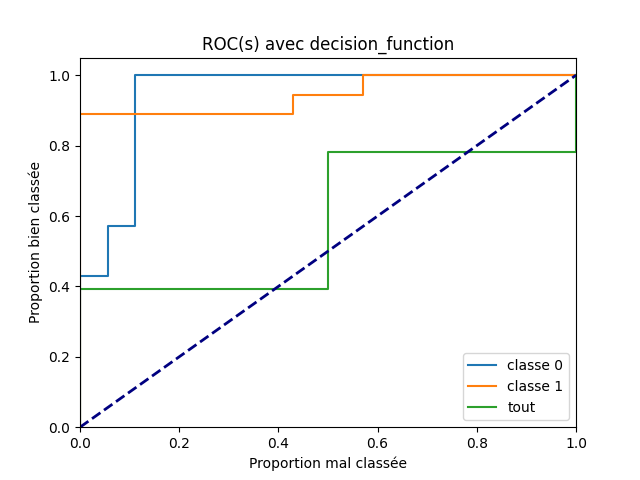 ROC(s) avec decision_function
1.0
0.8
0.6
0.4
0.2
0.0
Proportion bien classée
classe 0
classe 1
tout
0.0 0.2 0.4 0.6 0.8 1.0
Proportion mal classée